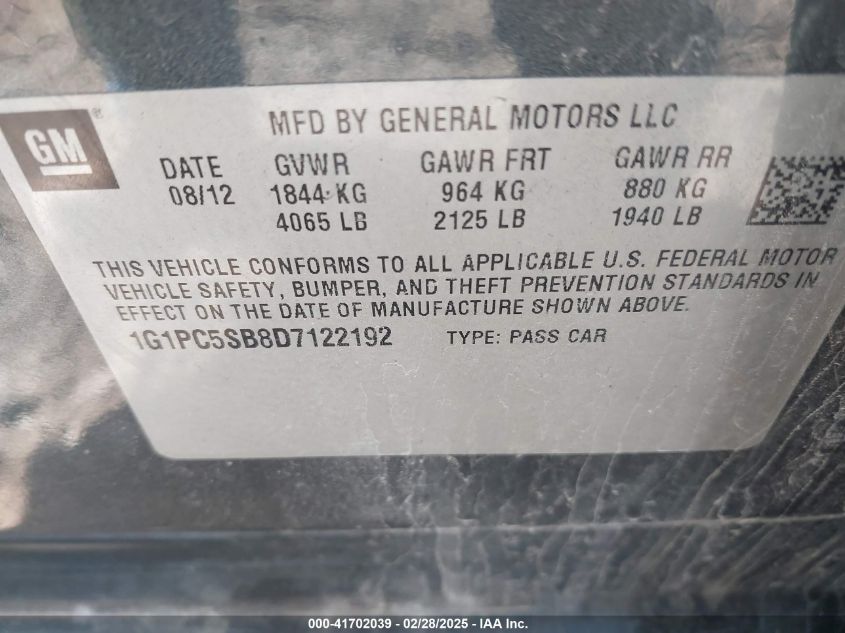 GM ®
MFD BY GENERAL MOTORS LLC
DATE GVWR GAWR FRT GAWR RR
08/12 1844 KG 964 KG 880 KG
4065 LB 2125 LB 1940 LB
THIS VEHICLE CONFORMS TO ALL APPLICABLE U.S. FEDERAL MOTOR
VEHICLE SAFETY, BUMPER, AND THEFT PREVENTION STANDARDS IN
EFFECT ON THE DATE OF MANUFACTURE SHOWN ABOVE.
1G1PC5SB8D7122192 TYPE: PASS CAR
000-41702039 - 02/28/2025 - IAA Inc.